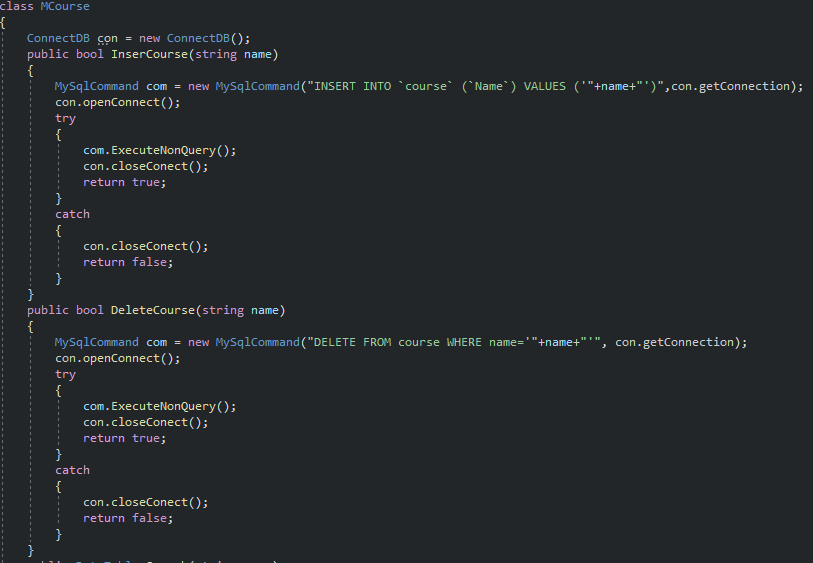 class MCourse
{
ConnectDB con = new ConnectDB();
public bool InserCourse(string name)
{
MySqlCommand com = new MySqlCommand("INSERT INTO `course` (`Name`) VALUES ('"+name+"')",con.getConnection);
con.openConnect();
try
{
com.ExecuteNonQuery();
con.closeConect();
return true;
}
catch
{
con.closeConect();
return false;
}
}
public bool DeleteCourse(string name)
{
MySqlCommand com = new MySqlCommand("DELETE FROM course WHERE name='"+name+"'", con.getConnection);
con.openConnect();
try
{
com.ExecuteNonQuery();
con.closeConect();
return true;
}
catch
{
con.closeConect();
return false;
}
}